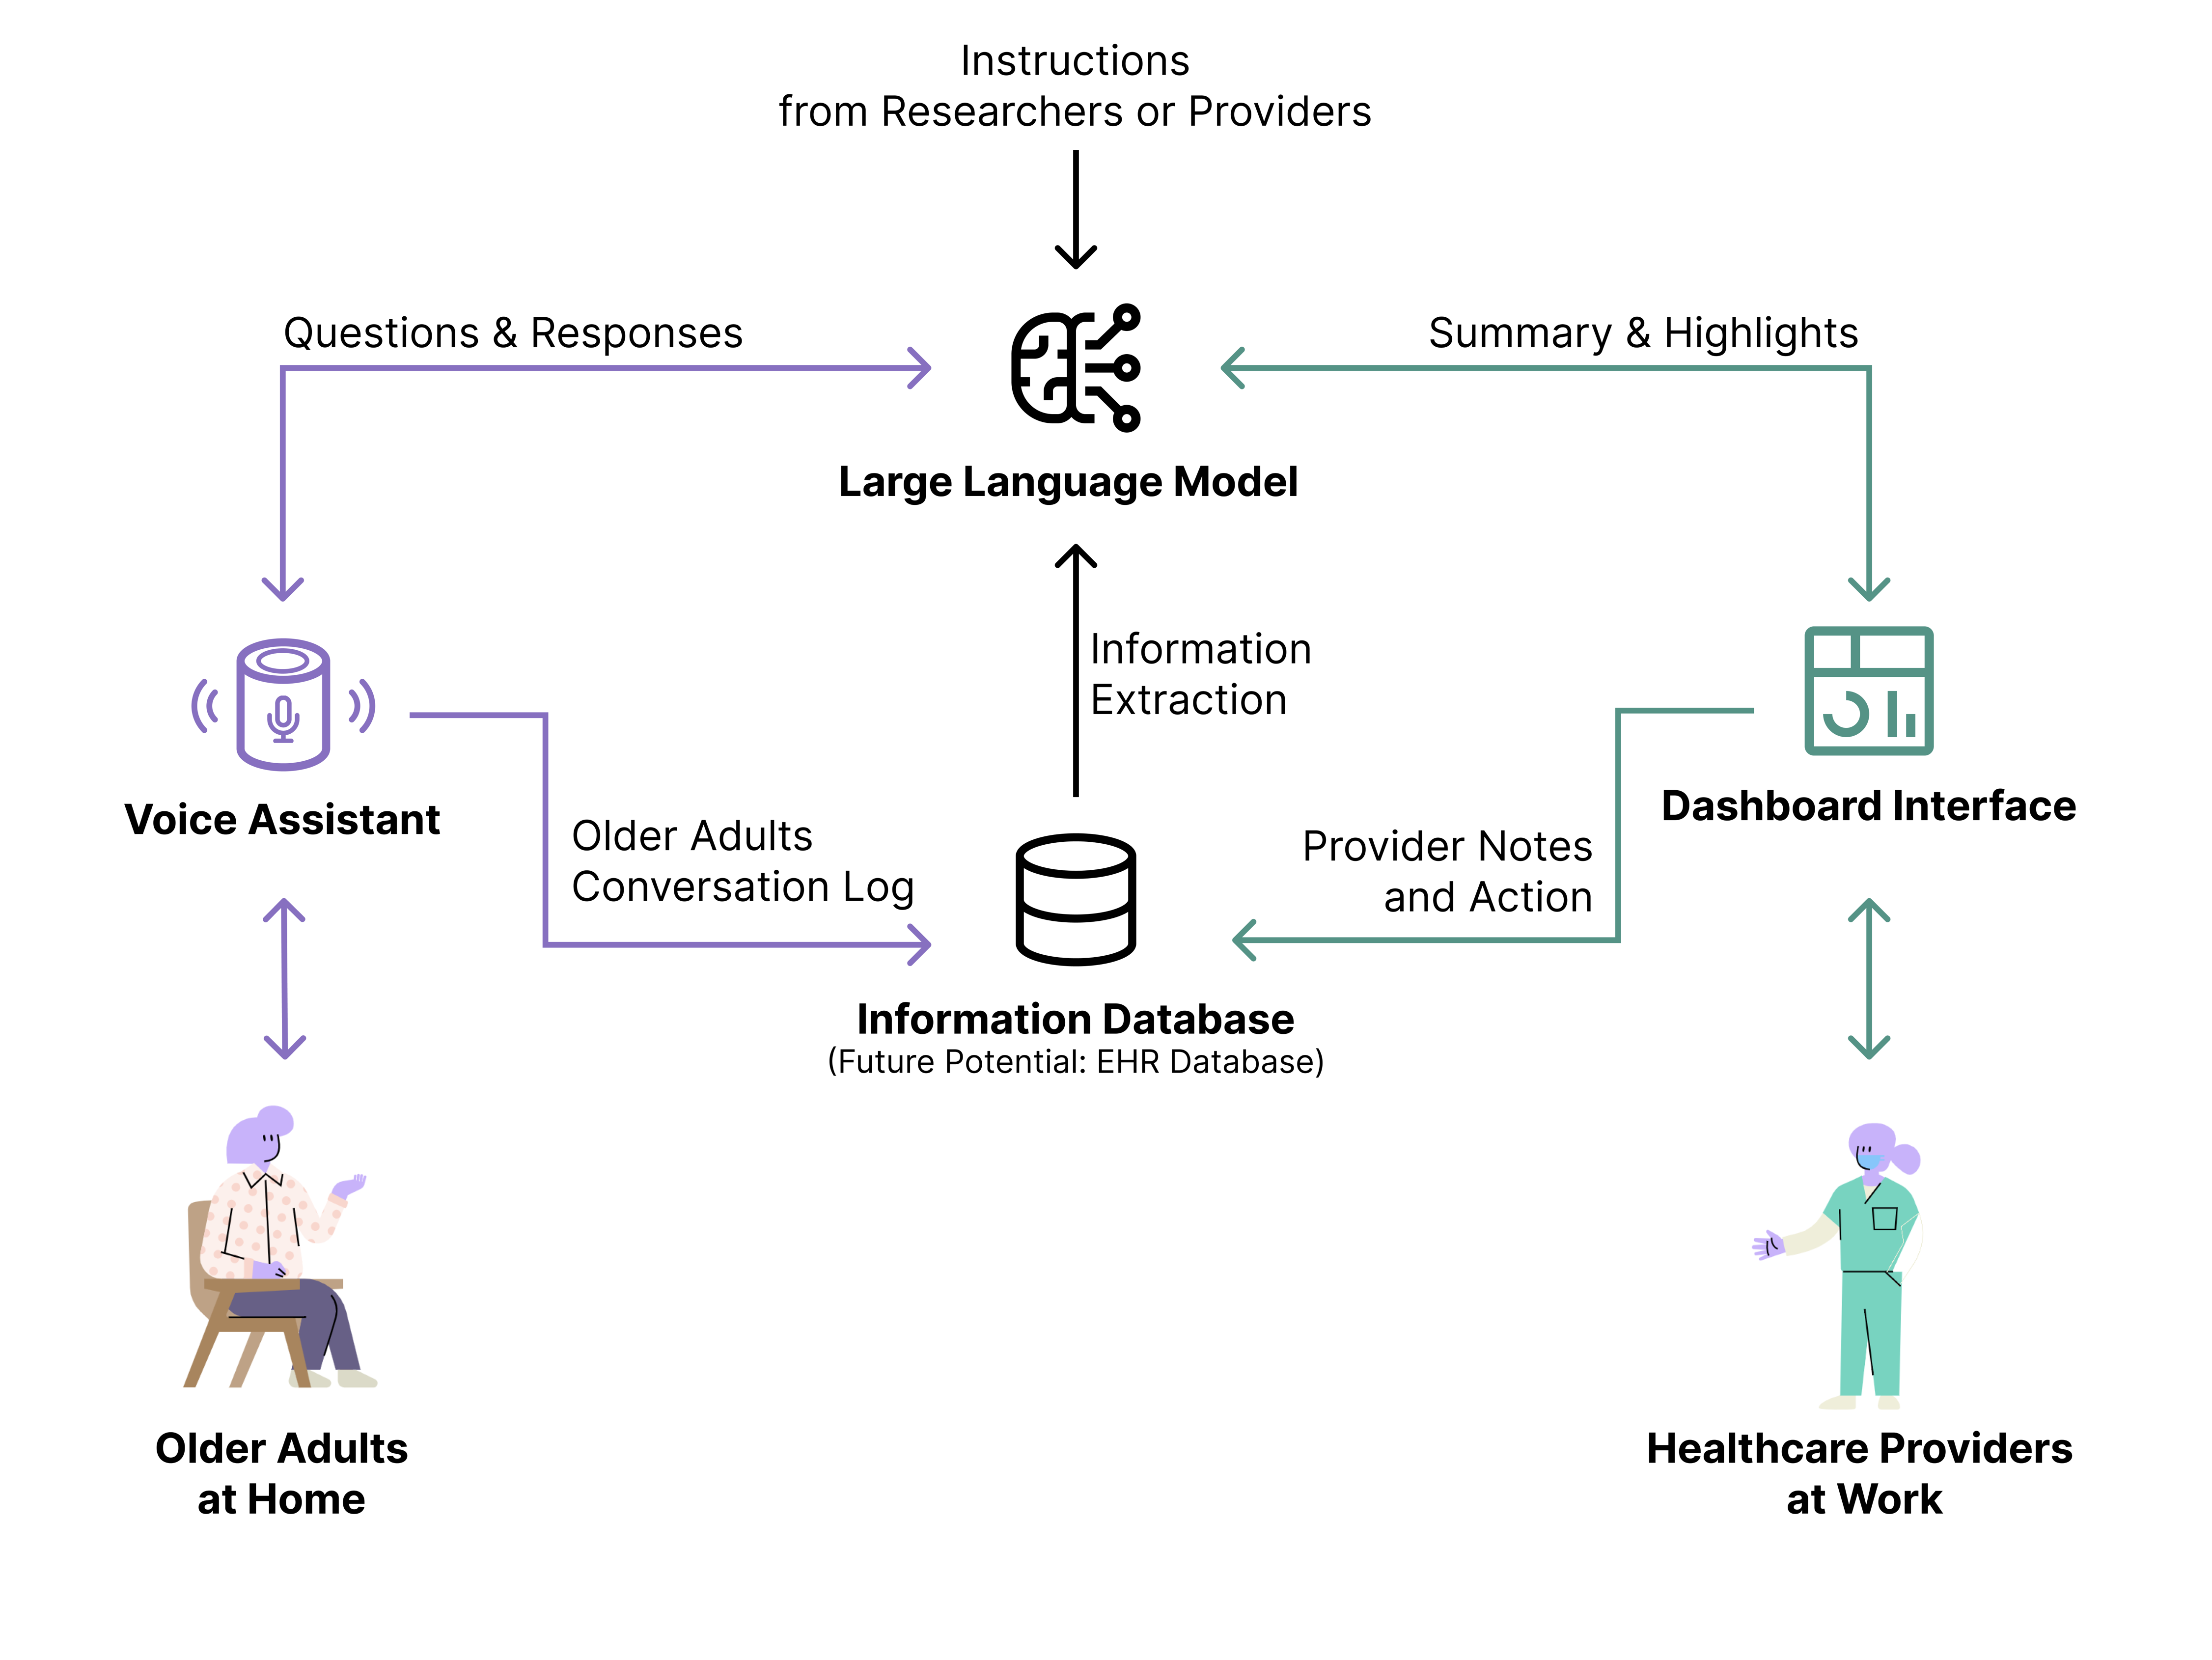 Instructions
from Researchers or Providers
Questions & Responses
Summary & Highlights
Large Language Model
Information
Extraction
Voice Assistant
Dashboard Interface
Older Adults
Conversation Log
Provider Notes
and Action
Information Database
(Future Potential: EHR Database)
Older Adults
at Home
Healthcare Providers
at Work